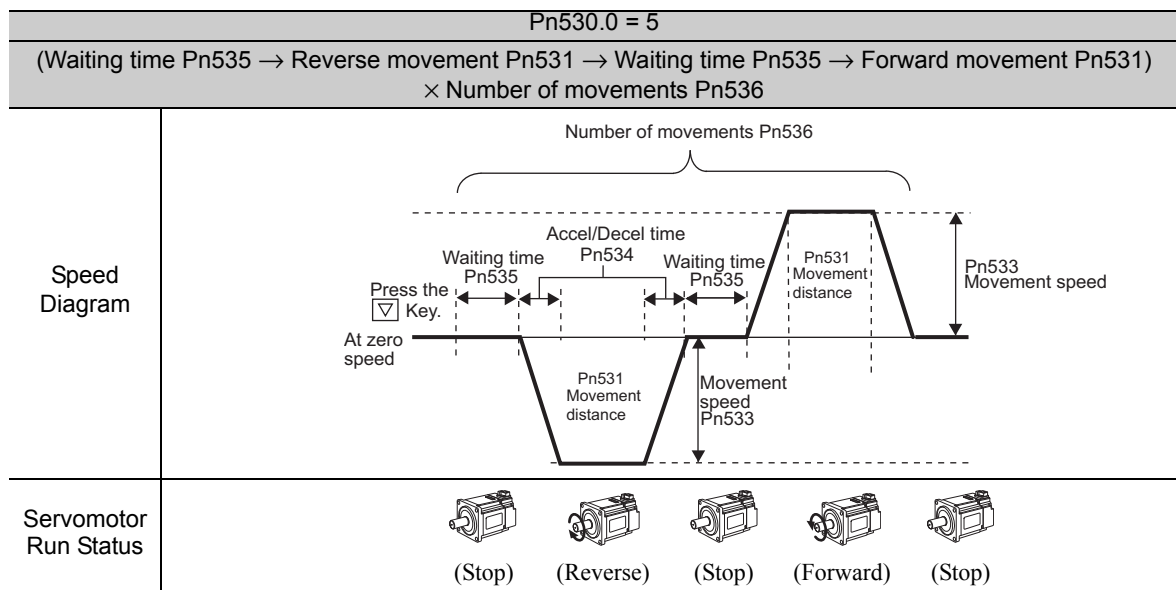 Pn530.0 = 5
(Waiting time Pn535 → Reverse movement Pn531 → Waiting time Pn535 → Forward movement Pn531)
× Number of movements Pn536
Speed
Diagram
Number of movements Pn536
Accel/Decel time
Pn534
Waiting time
Pn535
Waiting time
Pn535
Press the
▽ Key.
At zero
speed
Pn531
Movement
distance
Movement
speed
Pn533
Pn531
Movement
distance
Pn533
Movement speed
Servomotor
Run Status
(Stop) (Reverse) (Stop) (Forward) (Stop)